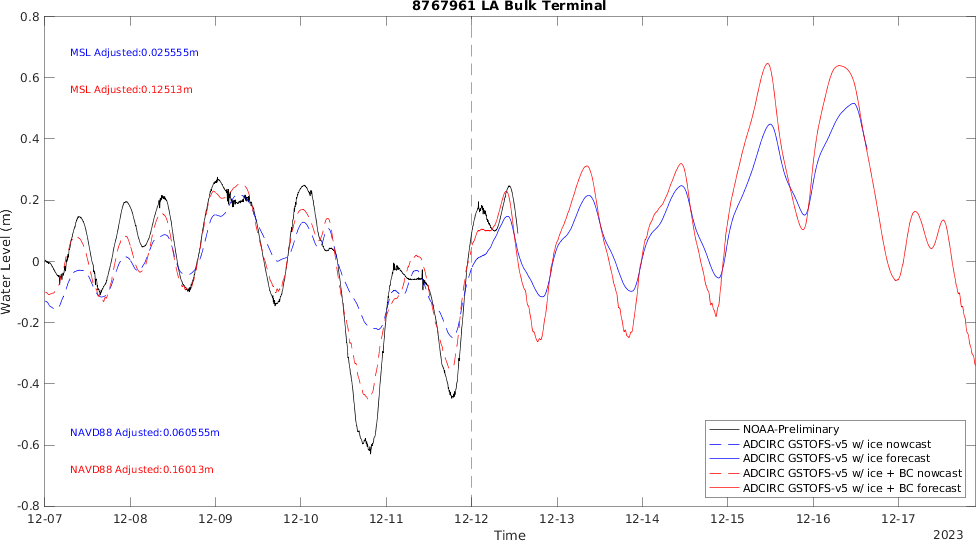 8767961 LA Bulk Terminal
0.8
0.6
0.4
0.2
0
-0.2
-0.4
-0.6
-0.8
Water Level (m)
MSL Adjusted:0.025555m
MSL Adjusted:0.12513m
NAVD88 Adjusted:0.060555m
NAVD88 Adjusted:0.16013m
NOAA-Preliminary
ADCIRC GSTOFS-v5 w/ ice nowcast
ADCIRC GSTOFS-v5 w/ ice forecast
ADCIRC GSTOFS-v5 w/ ice + BC nowcast
ADCIRC GSTOFS-v5 w/ ice + BC forecast
12-07 12-08 12-09 12-10 12-11 12-12 12-13 12-14 12-15 12-16 12-17
Time
2023